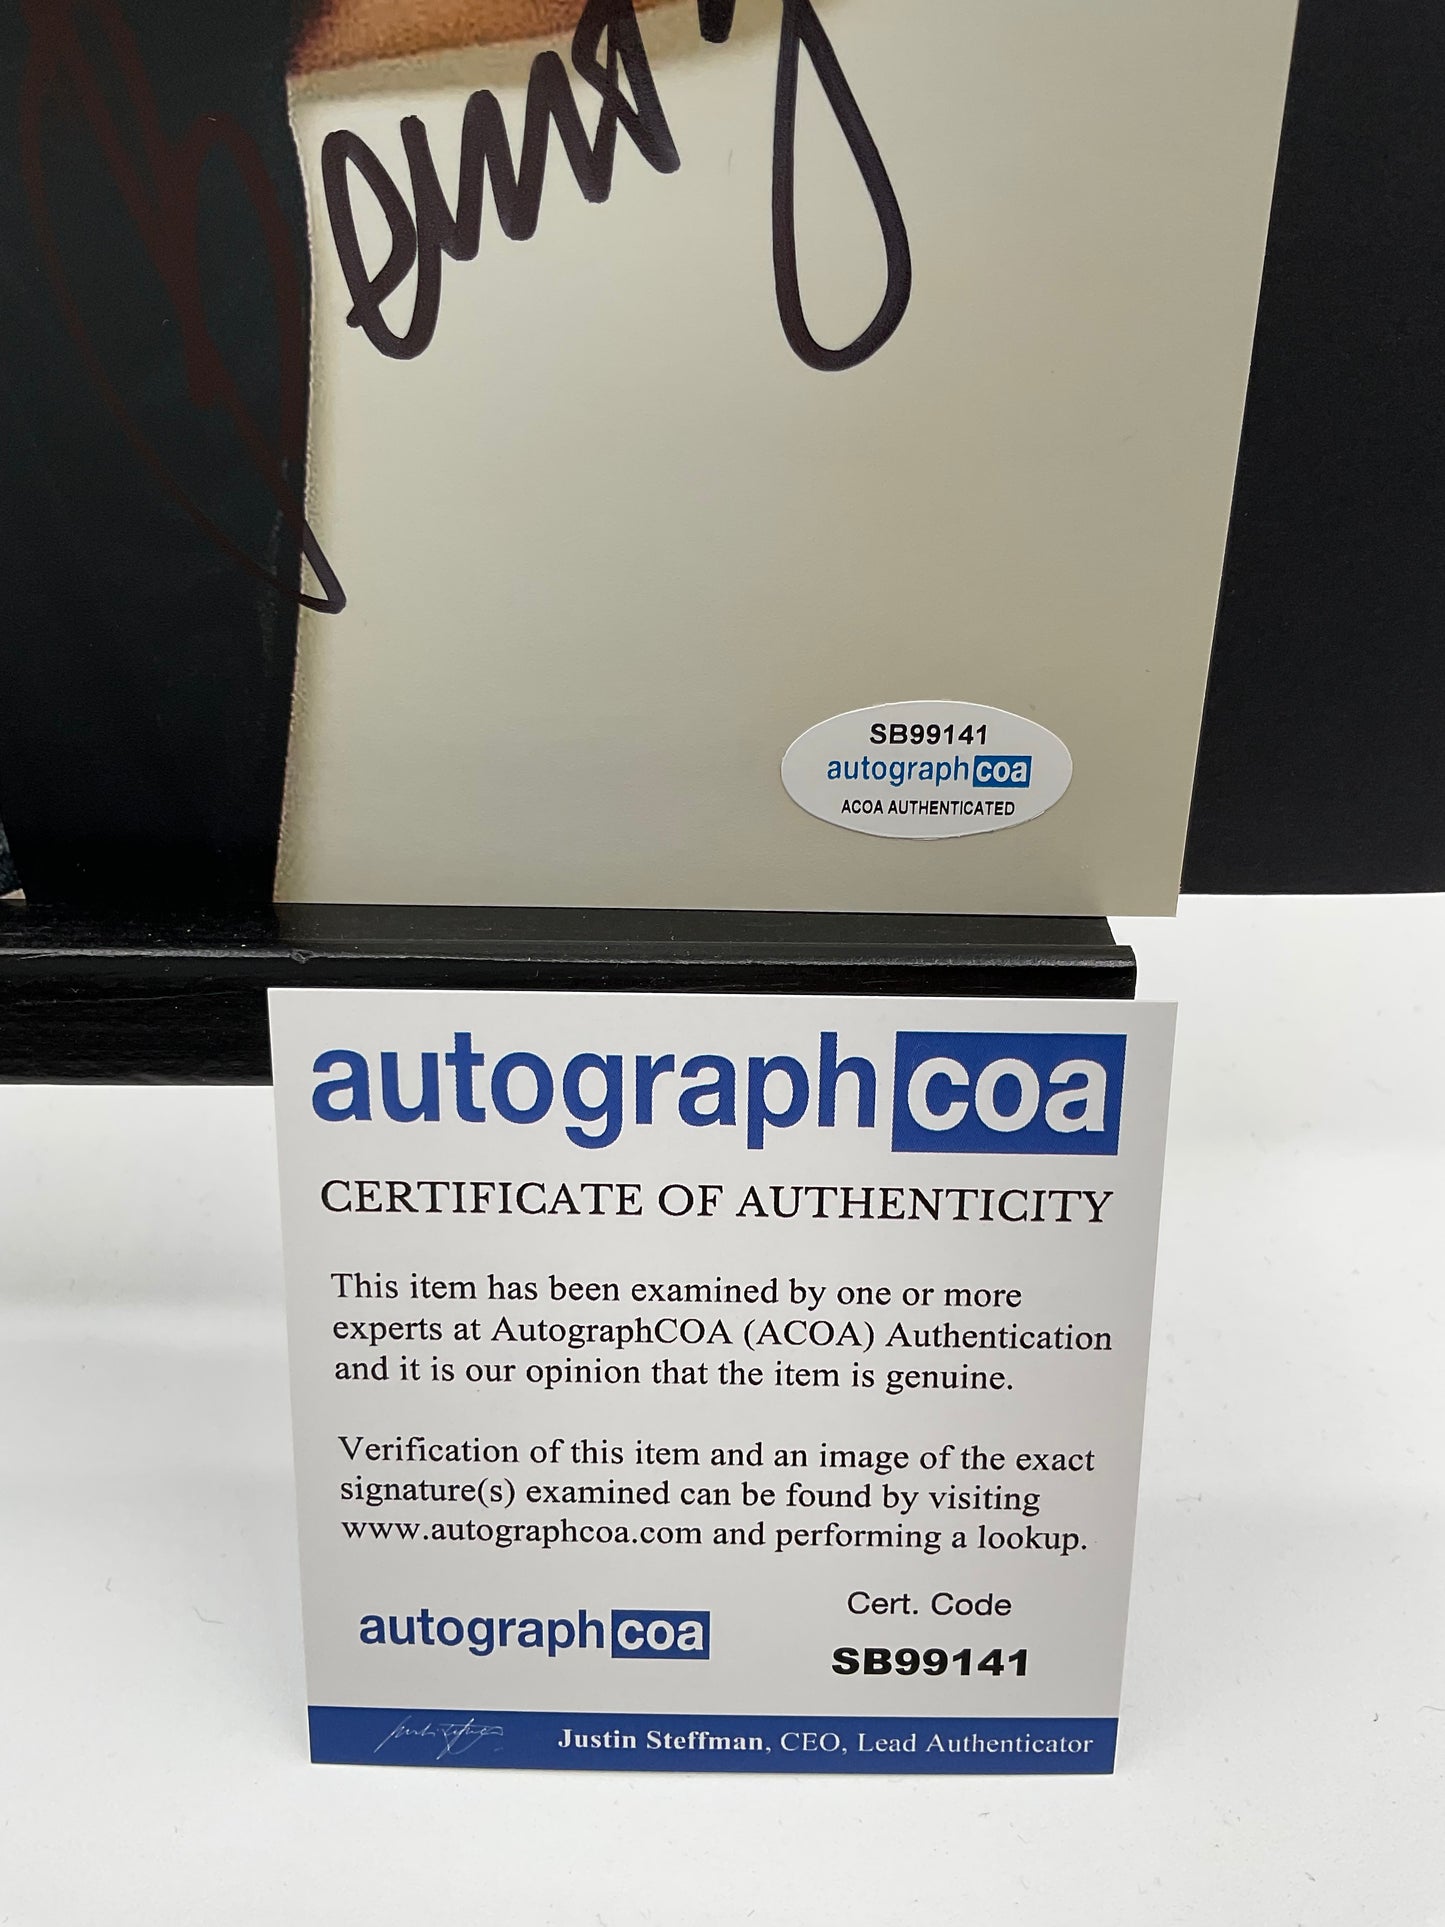 SB99141
autographcoa
ACOA AUTHENTICATED
autographcoa
CERTIFICATE OF AUTHENTICITY
This item has been examined by one or more
experts at AutographCOA (ACOA) Authentication
and it is our opinion that the item is genuine.
Verification of this item and an image of the exact
signature(s) examined can be found by visiting
www.autographcoa.com and performing a lookup.
Cert. Code
autographcoa
SB99141
Justin Steffman, CEO, Lead Authenticator